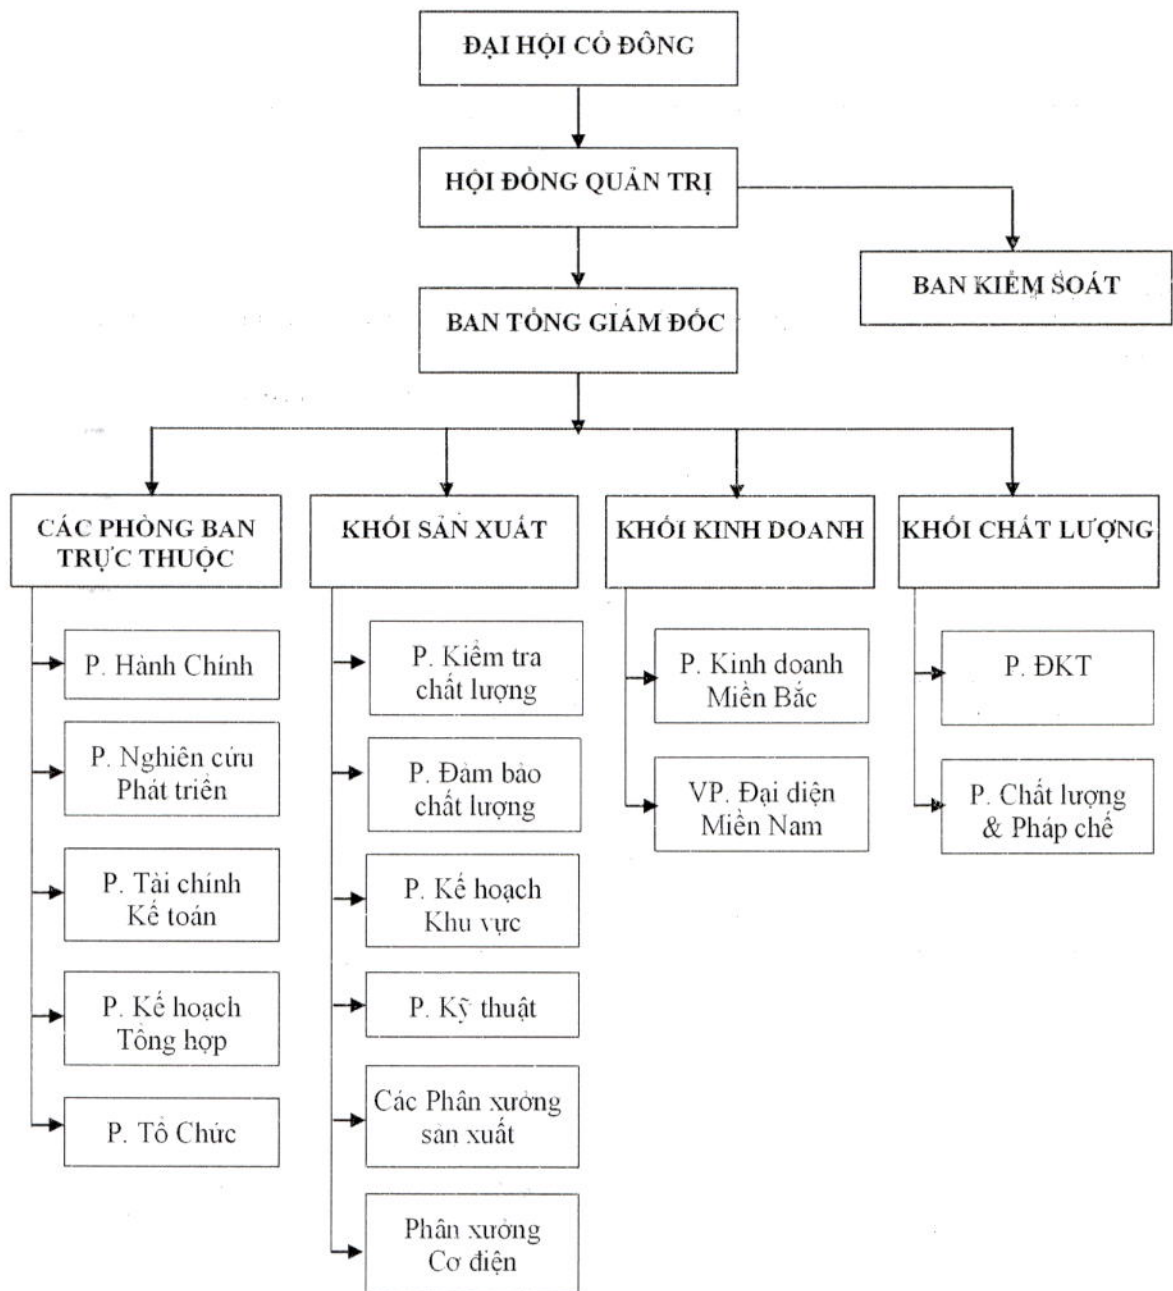 ĐẠI HỘI CỔ ĐÔNG
HỘI ĐỒNG QUẢN TRỊ
BAN KIỂM SOÁT
BAN TỔNG GIÁM ĐỐC
CÁC PHÒNG BAN
TRỰC THUỘC
P. Hành Chính
P. Nghiên cứu
Phát triển
P. Tài chính
Kế toán
P. Kế hoạch
Tổng hợp
P. Tổ Chức
KHỐI SẢN XUẤT
P. Kiểm tra
chất lượng
P. Đảm bảo
chất lượng
P. Kế hoạch
Khu vực
P. Kỹ thuật
Các Phân xưởng
sản xuất
Phân xưởng
Cơ điện
KHỐI KINH DOANH
P. Kinh doanh
Miền Bắc
VP. Đại diện
Miền Nam
KHỐI CHẤT LƯỢNG
P. ĐKT
P. Chất lượng
& Pháp chế